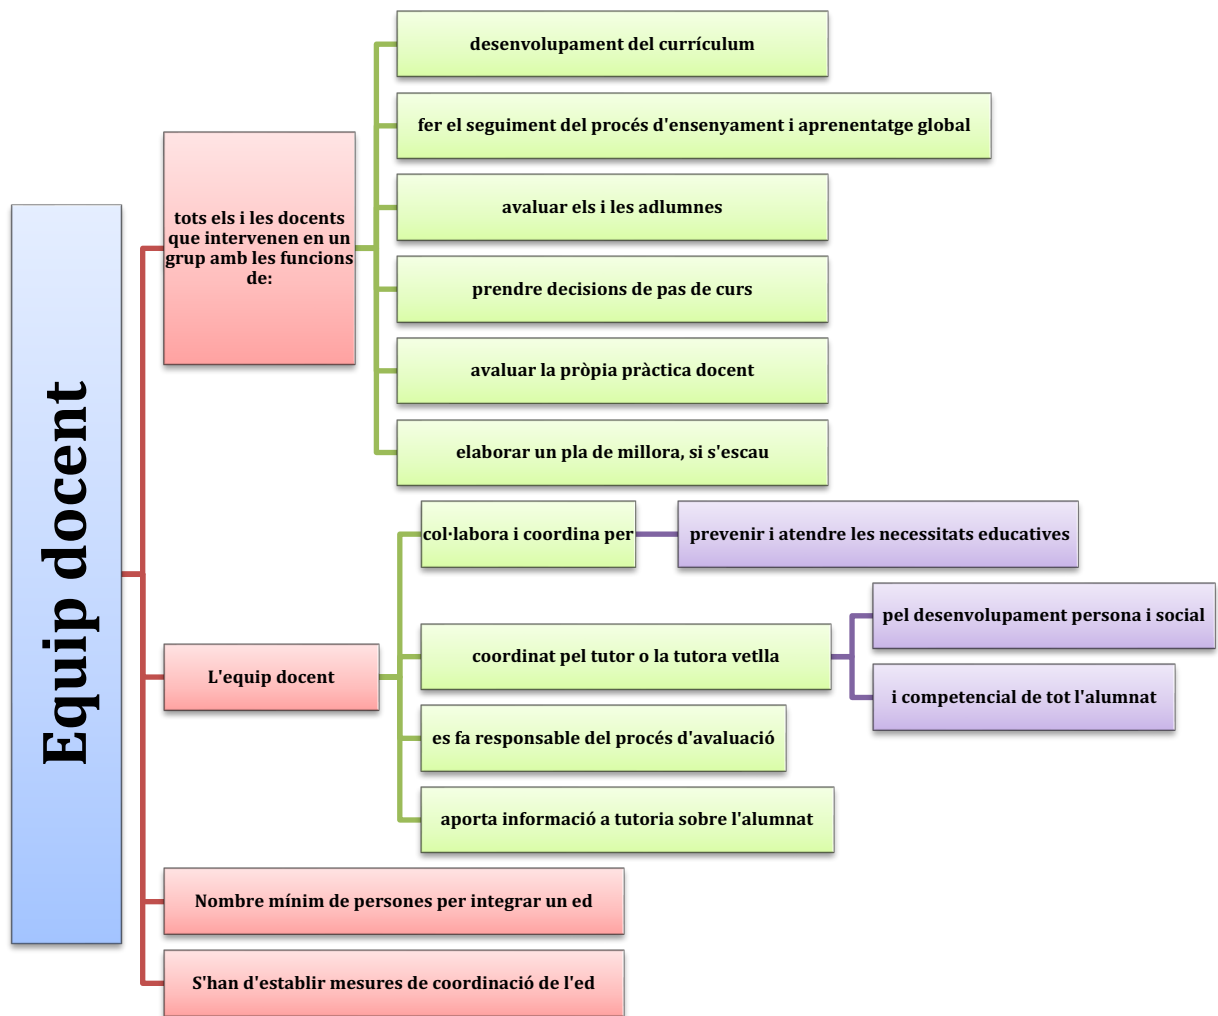 Equip docent
tots els i les docents
que intervenen en un
grup amb les funcions
de:
desenvolupament del currículum
fer el seguiment del procés d'ensenyament i aprenentatge global
avaluar els i les adlumnes
prendre decisions de pas de curs
avaluar la pròpia pràctica docent
elaborar un pla de millora, si s'escau
L'equip docent
col·labora i coordina per
prevenir i atendre les necessitats educatives
coordinat pel tutor o la tutora vetlla
pel desenvolupament persona i social
i competencial de tot l'alumnat
es fa responsable del procés d'avaluació
aporta informació a tutoria sobre l'alumnat
Nombre mínim de persones per integrar un ed
S'han d'establir mesures de coordinació de l'ed